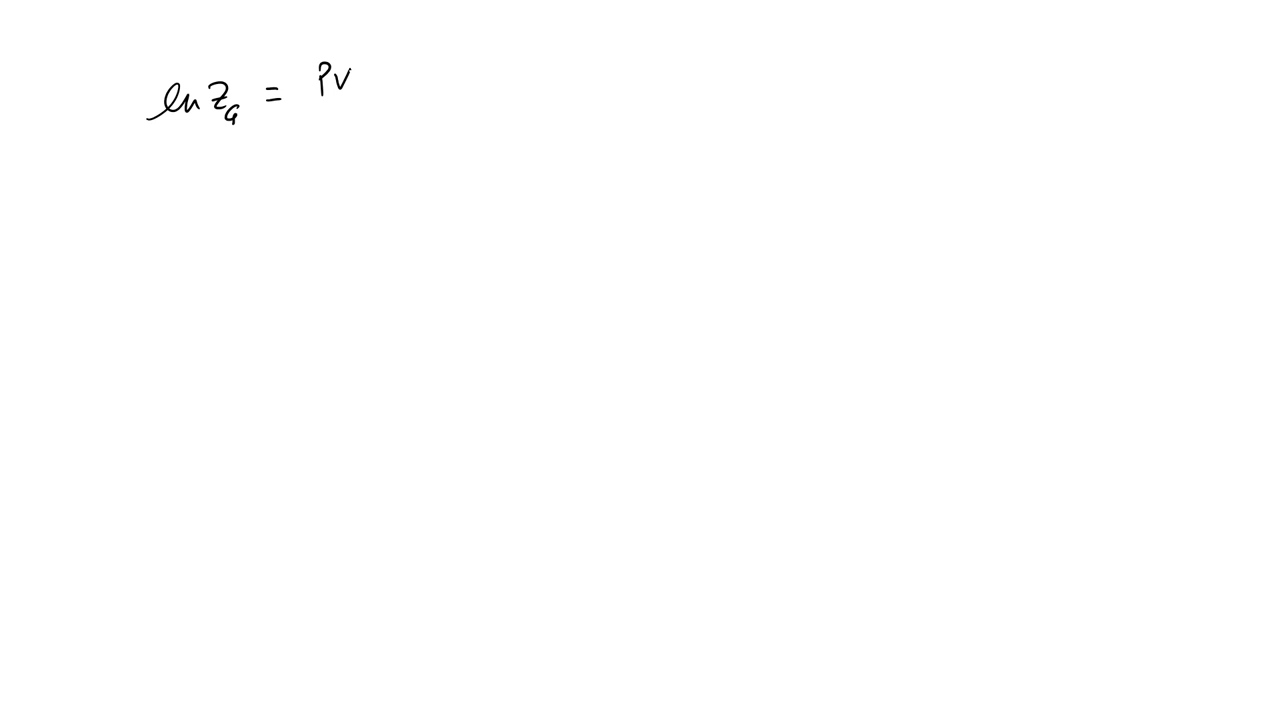 ln Z_G = PV